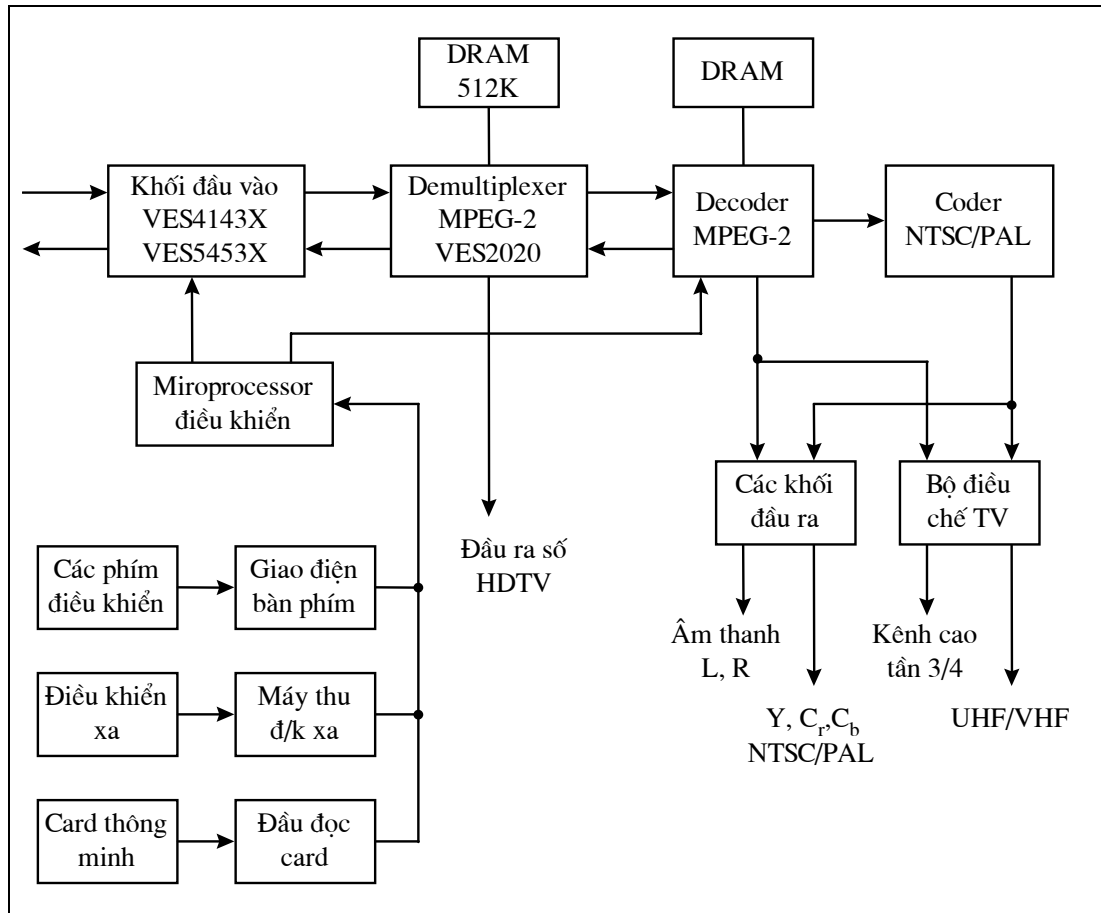 DRAM
512K
DRAM
Khối đầu vào
VES4143X
VES5453X
Demultiplexer
MPEG-2
VES2020
Decoder
MPEG-2
Coder
NTSC/PAL
Miroprocessor
điều khiển
Các khối
đầu ra
Bộ điều
chế TV
Đầu ra số
HDTV
Các phím
điều khiển
Giao điện
bàn phím
Âm thanh
L, R
Kênh cao
tần 3/4
Điều khiển
xa
Máy thu
đ/k xa
Y, Cr,Cb
NTSC/PAL
UHF/VHF
Card thông
minh
Đầu đọc
card